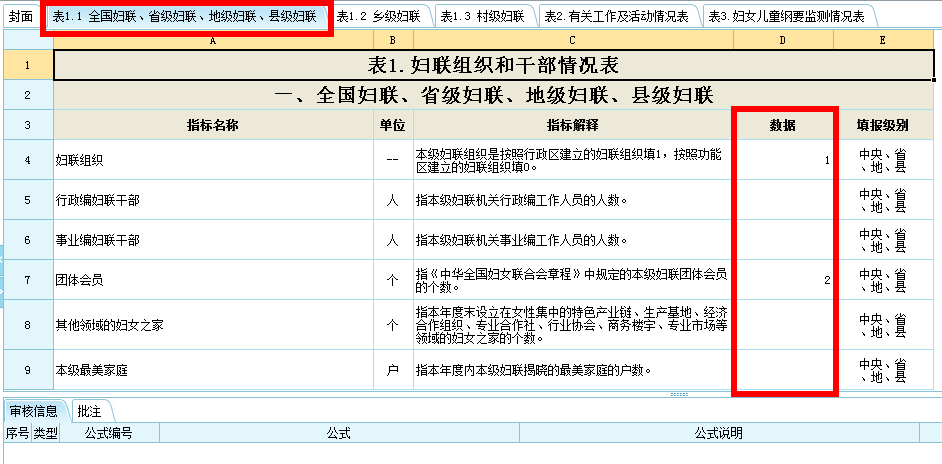 封面 表1.1 全国妇联、省级妇联、地级妇联、县级妇联 表1.2 乡级妇联 表1.3 村级妇联 表2.有关工作及活动情况表 表3.妇女儿童纲要监测情况表
A B C D E
1 表1.妇联组织和干部情况表
2 一、全国妇联、省级妇联、地级妇联、县级妇联
3 指标名称 单位 指标解释 数据 填报级别
4 妇联组织 -- 本级妇联组织是按照行政区建立的妇联组织填1，按照功能区建立的妇联组织填0。 1 中央、省、地、县
5 行政编妇联干部 人 指本级妇联机关行政编工作人员的人数。 中央、省、地、县
6 事业编妇联干部 人 指本级妇联机关事业编工作人员的人数。 中央、省、地、县
7 团体会员 个 指《中华全国妇女联合会章程》中规定的本级妇联团体会员的个数。 2 中央、省、地、县
8 其他领域的妇女之家 个 指本年度末设立在女性集中的特色产业链、生产基地、经济合作组织、专业合作社、行业协会、商务楼宇、专业市场等领域的妇女之家的个数。 中央、省、地、县
9 本级最美家庭 户 指本年度内本级妇联揭晓的最美家庭的户数。 中央、省、地、县
审核信息 批注
序号 类型 公式编号 公式 公式说明